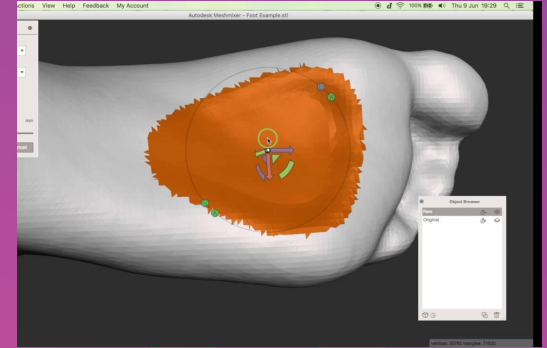 Actions View Help Feedback My Account 100% Thu 9 Jun 19:29
Autodesk Meshmixer - Foot Example.stl
Object Browser
New
Original